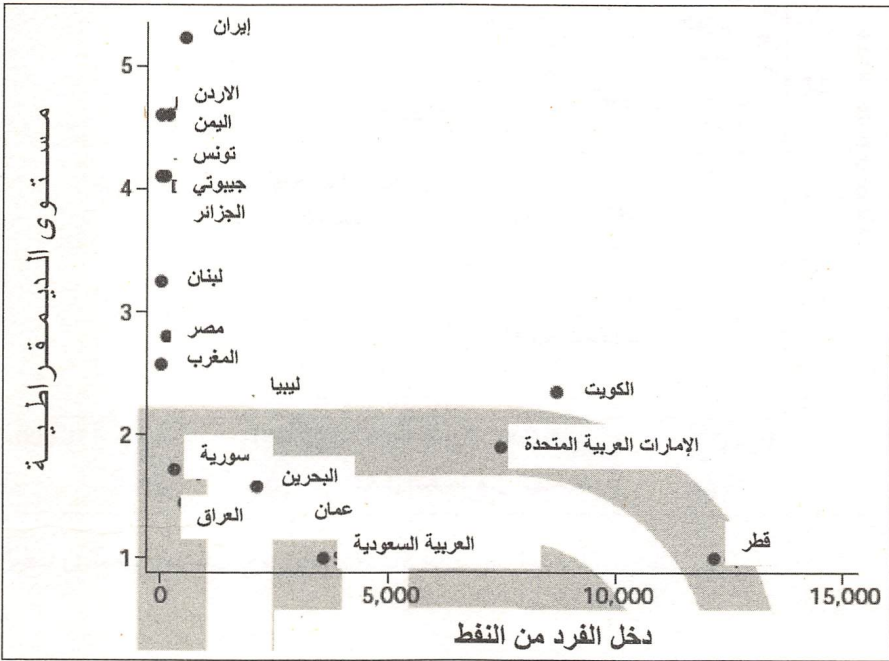 مستوى الديمقراطية
5
4
3
2
1
إيران
الاردن
اليمن
تونس
جيبوتي
الجزائر
لبنان
مصر
المغرب
ليبيا
الكويت
الإمارات العربية المتحدة
سورية
البحرين
العراق
عمان
العربية السعودية
قطر
0
5,000
10,000
15,000
دخل الفرد من النفط